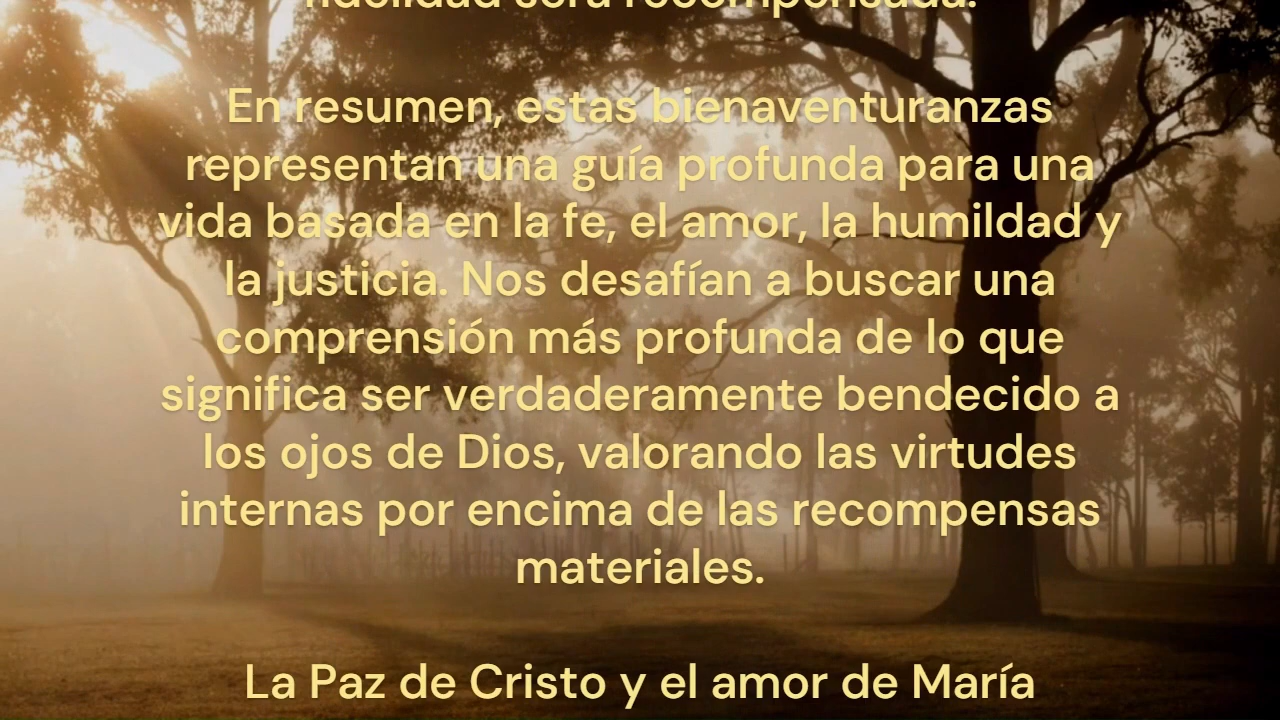 fidelidad será recompensada.
En resumen, estas bienaventuranzas
representan una guía profunda para una
vida basada en la fe, el amor, la humildad y
la justicia. Nos desafían a buscar una
comprensión más profunda de lo que
significa ser verdaderamente bendecido a
los ojos de Dios, valorando las virtudes
internas por encima de las recompensas
materiales.
La Paz de Cristo y el amor de María